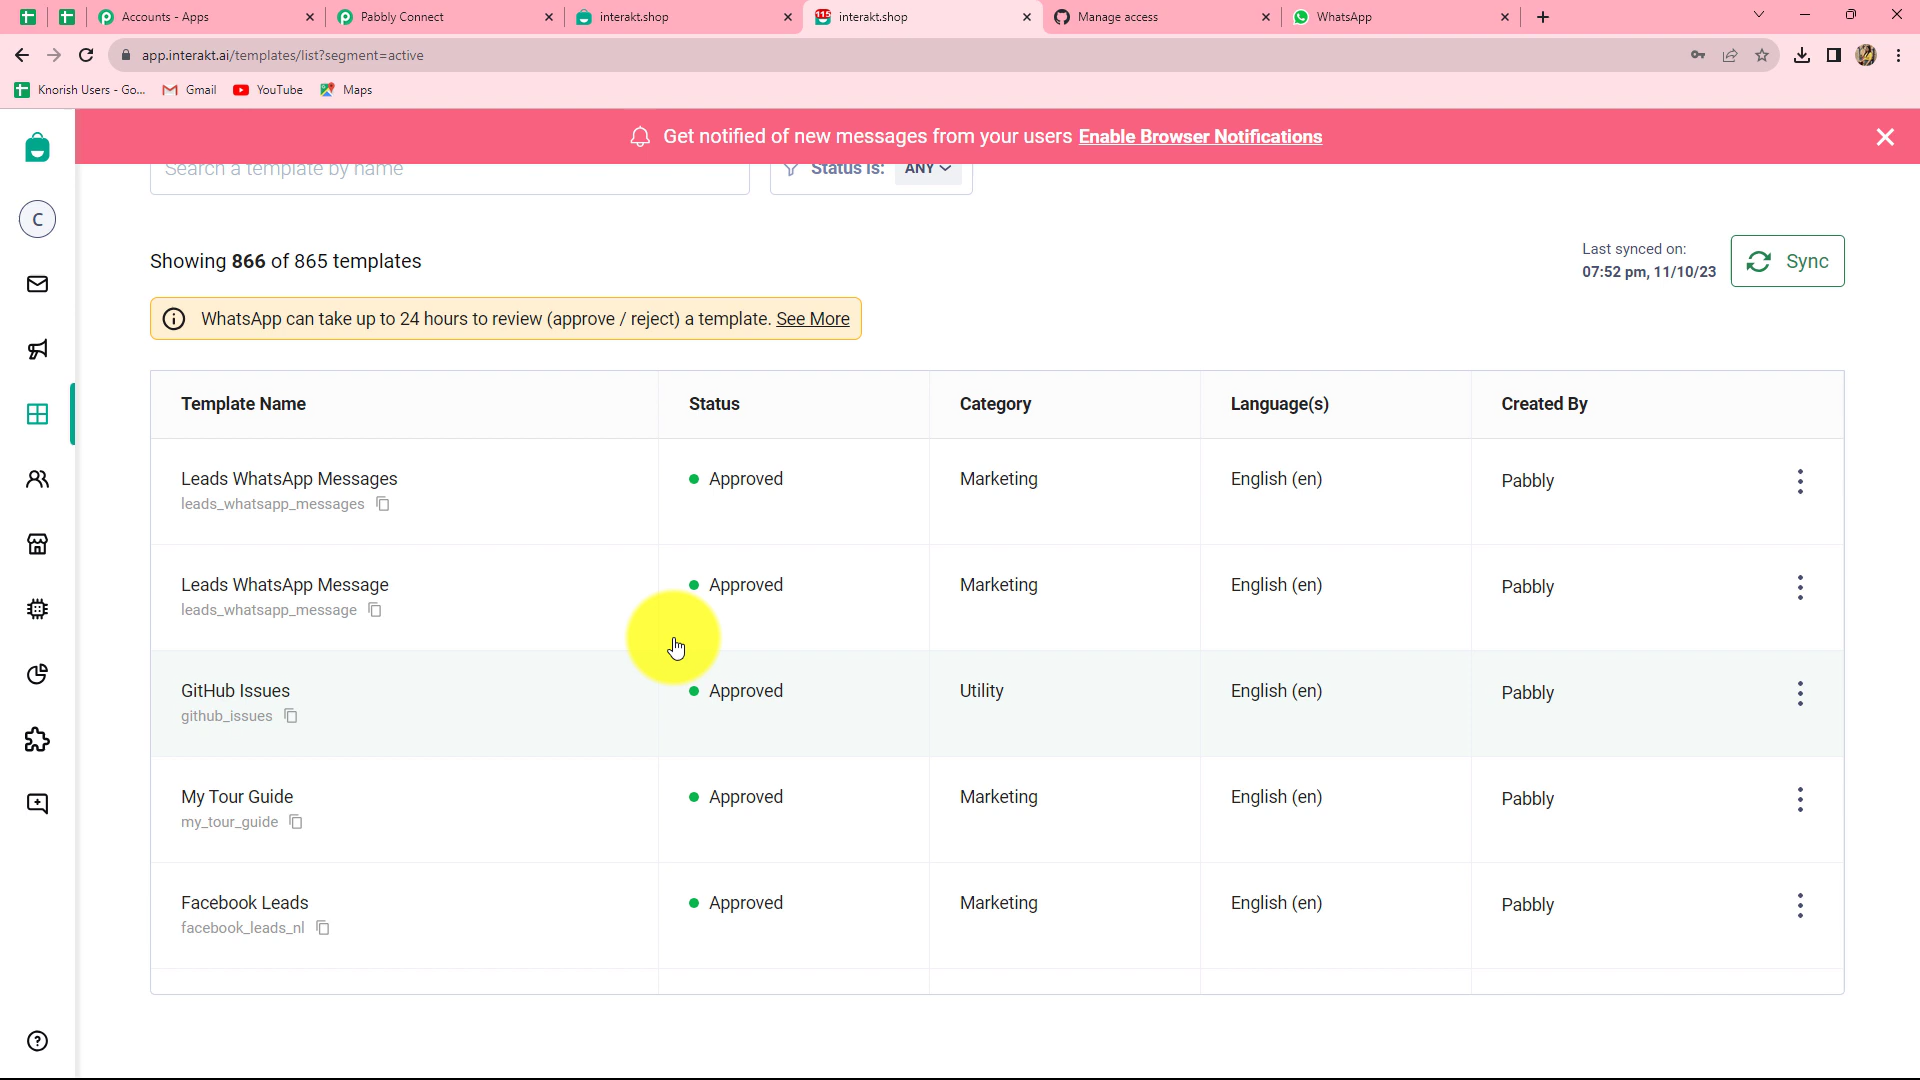 Accounts - Apps
Pabbly Connect
interakt.shop
115
interakt.shop
Manage access
WhatsApp
app.interakt.ai/templates/list?segment=active
Knorish Users - Go...
Gmail
YouTube
Maps
Get notified of new messages from your users Enable Browser Notifications
C
Search a template by name
Status Is:
ANY
Showing 866 of 865 templates
Last synced on:
07:52 pm, 11/10/23
Sync
WhatsApp can take up to 24 hours to review (approve / reject) a template. See More
Template Name
Status
Category
Language(s)
Created By
Leads WhatsApp Messages
leads_whatsapp_messages
Approved
Marketing
English (en)
Pabbly
Leads WhatsApp Message
leads_whatsapp_message
Approved
Marketing
English (en)
Pabbly
GitHub Issues
github_issues
Approved
Utility
English (en)
Pabbly
My Tour Guide
my_tour_guide
Approved
Marketing
English (en)
Pabbly
Facebook Leads
facebook_leads_nl
Approved
Marketing
English (en)
Pabbly